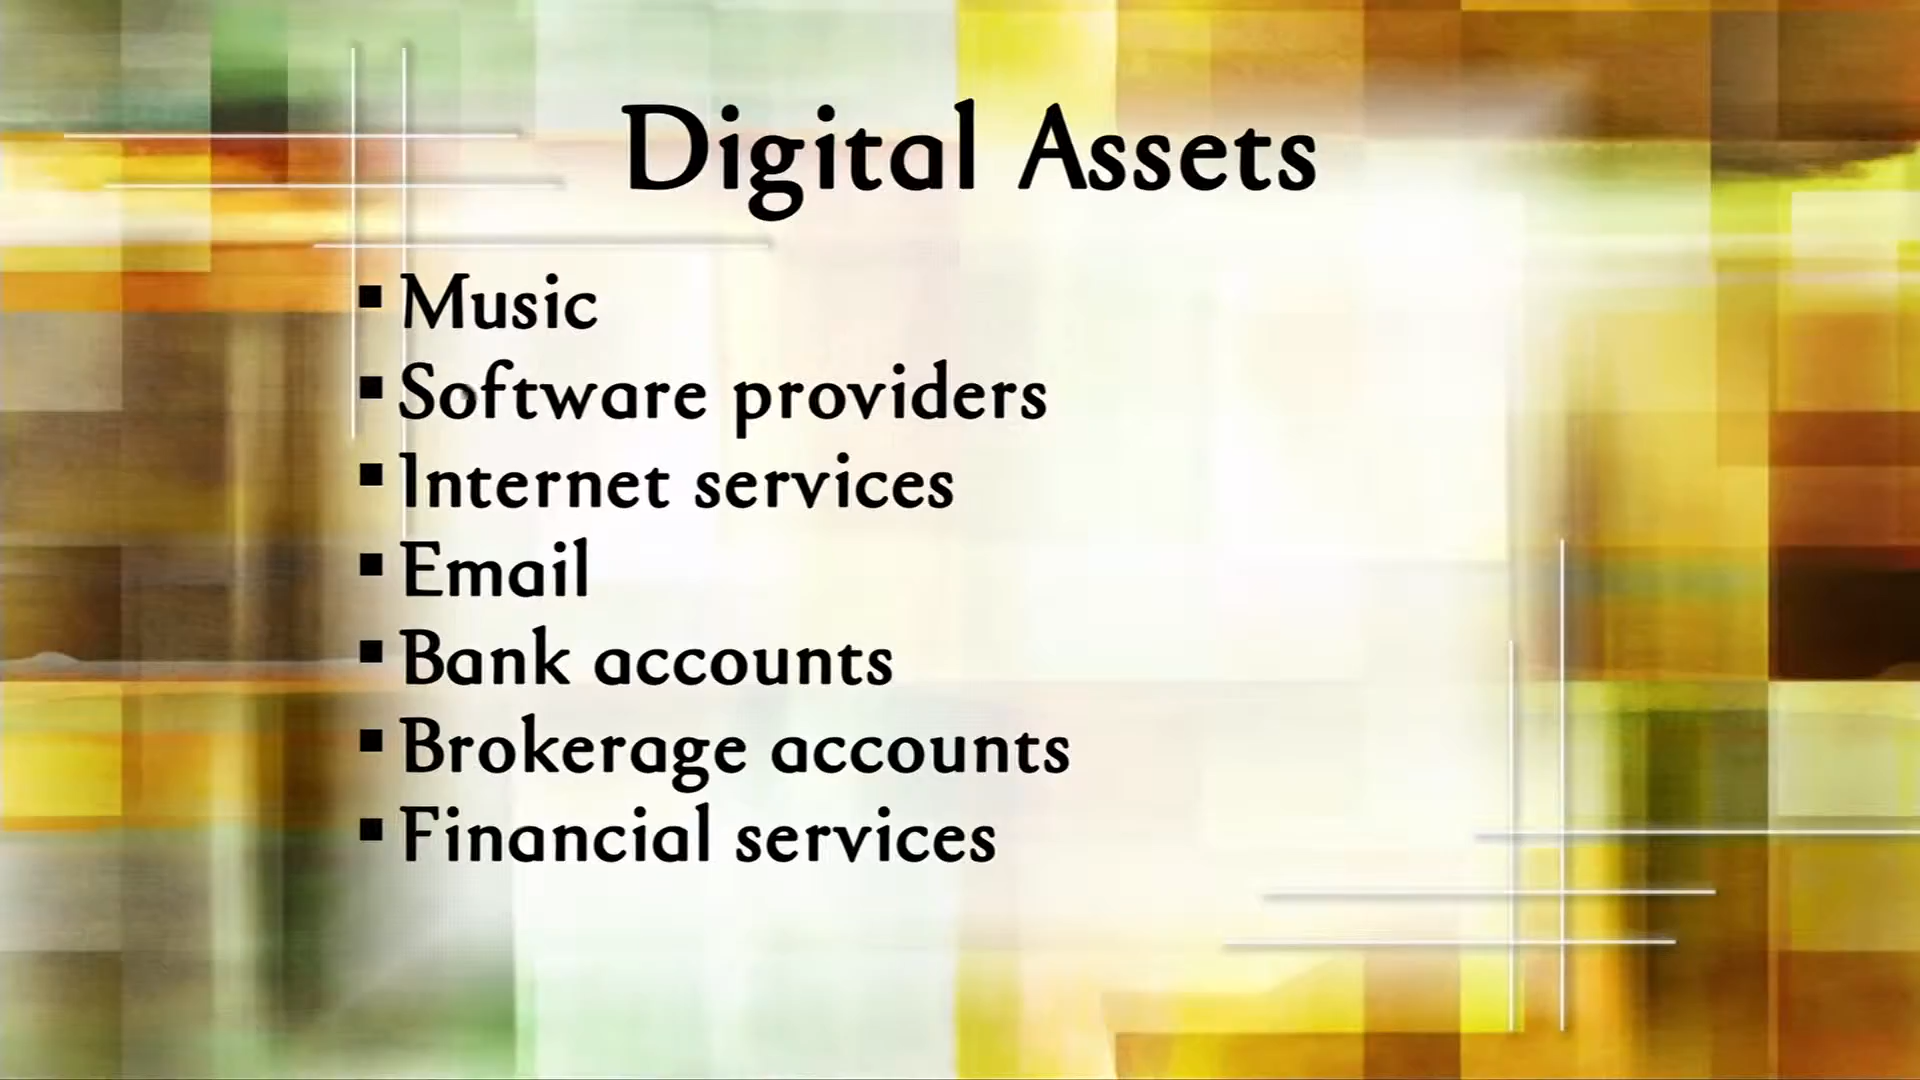 Digital Assets
▪ Music
▪ Software providers
▪ Internet services
▪ Email
▪ Bank accounts
▪ Brokerage accounts
▪ Financial services